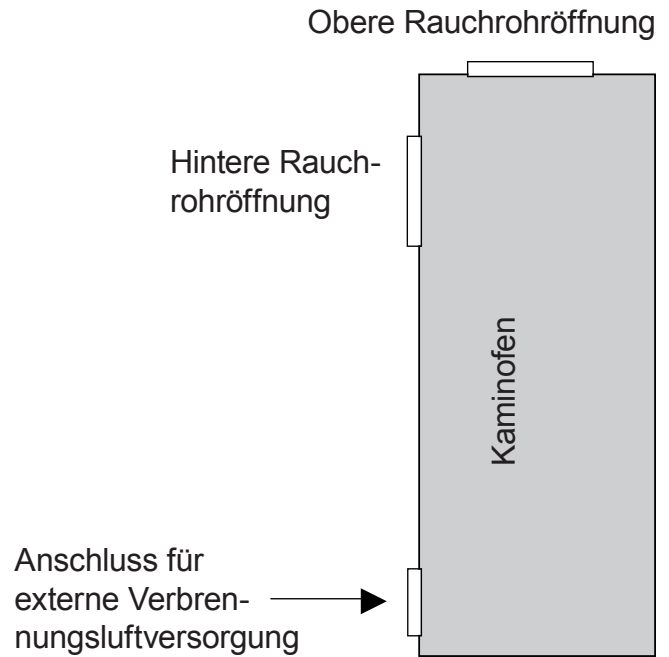 Obere Rauchrohröffnung
Hintere Rauch-
rohröffnung
Kaminofen
Anschluss für
externe Verbren-
nungsluftversorgung